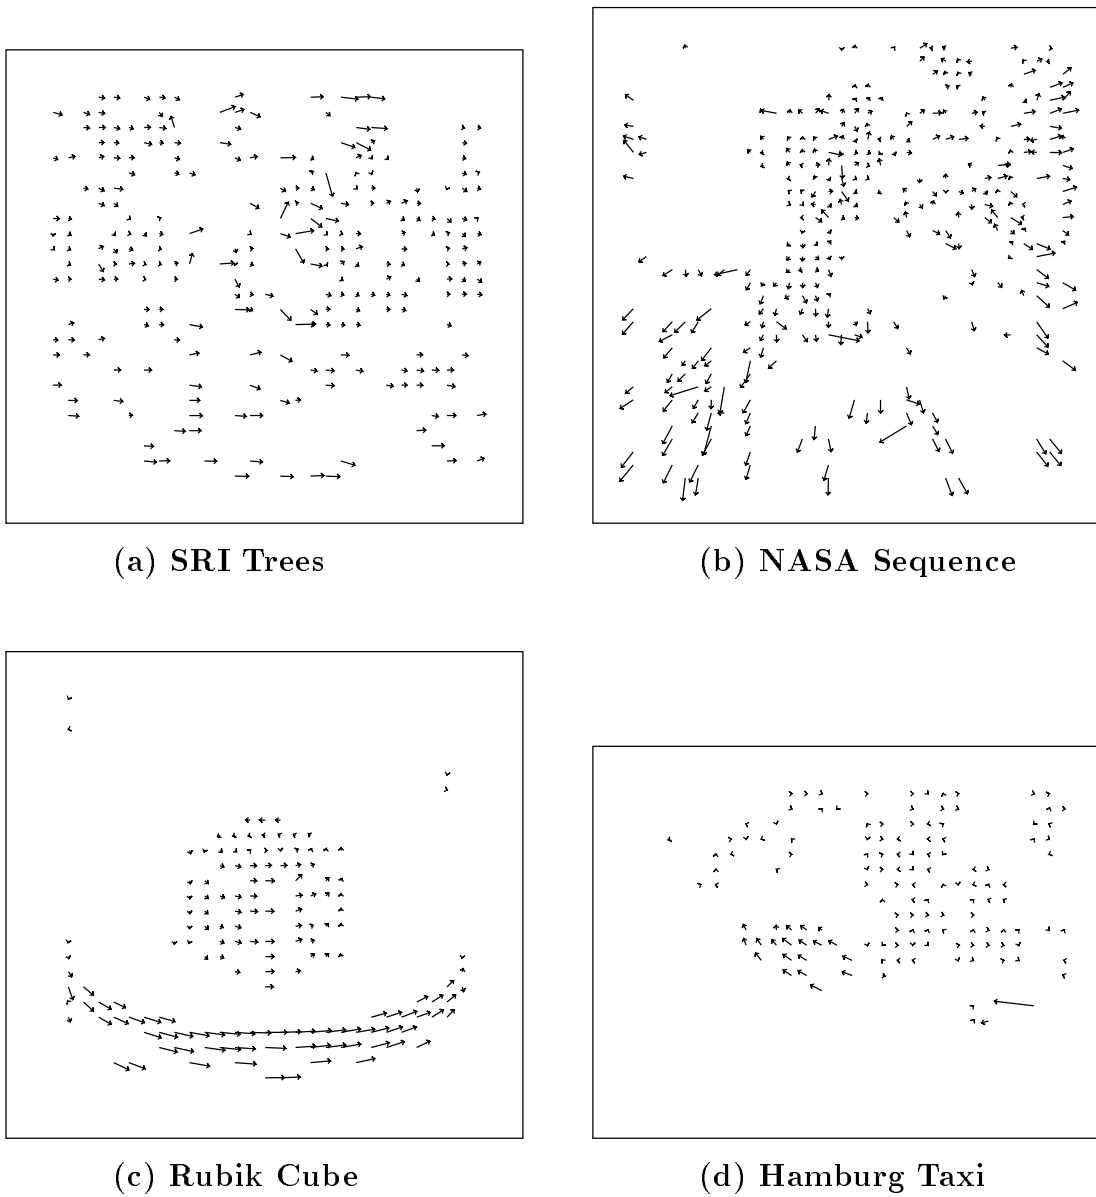 (a) SRI Trees
(b) NASA Sequence
(c) Rubik Cube
(d) Hamburg Taxi